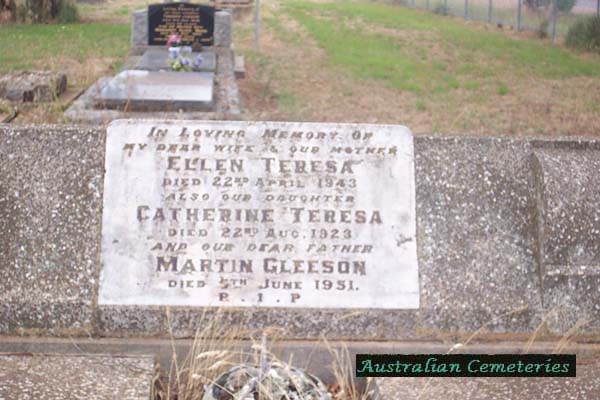 In Loving Memory Of
My Dear Wife & Our Mother
Ellen Teresa
Died 22nd April 1943
Also Our Daughter
Catherine Teresa
Died 22nd Aug. 1923
And Our Dear Father
Martin Gleeson
Died 5th June 1951.
R.I.P
Australian Cemeteries